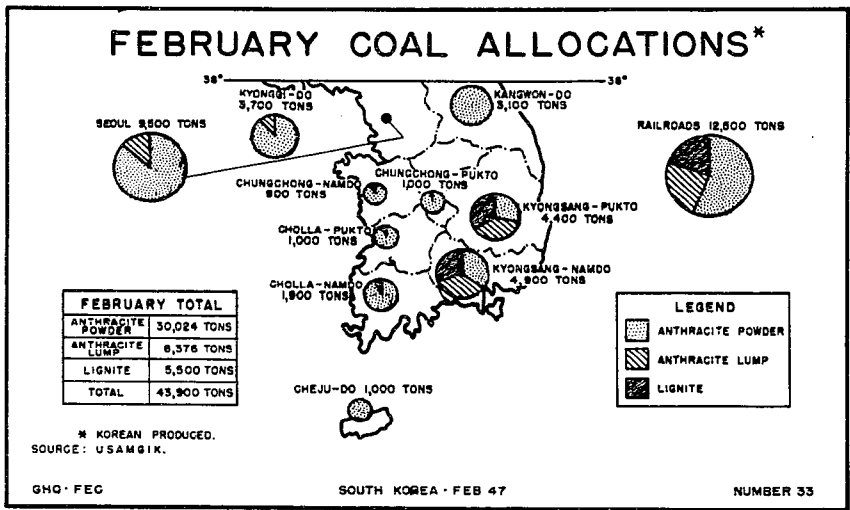 FEBRUARY COAL ALLOCATIONS*
38°
38°
KYONGGI-DO
3,700 TONS
KANGWON-DO
3,100 TONS
SEOUL 9,500 TONS
RAILROADS 12,500 TONS
CHUNGCHONG-PUKTO
1,000 TONS
CHUNGCHONG-NAMDO
900 TONS
KYONGSANG-PUKTO
4,400 TONS
CHOLLA-PUKTO
1,000 TONS
KYONGSANG-NAMDO
4,900 TONS
CHOLLA-NAMDO
1,900 TONS
FEBRUARY TOTAL
ANTHRACITE POWDER 30,024 TONS
ANTHRACITE LUMP 8,376 TONS
LIGNITE 5,500 TONS
TOTAL 43,900 TONS
LEGEND
ANTHRACITE POWDER
ANTHRACITE LUMP
LIGNITE
CHEJU-DO 1,000 TONS
* KOREAN PRODUCED.
SOURCE: USAMGIK.
GHQ-FEC
SOUTH KOREA - FEB 47
NUMBER 33